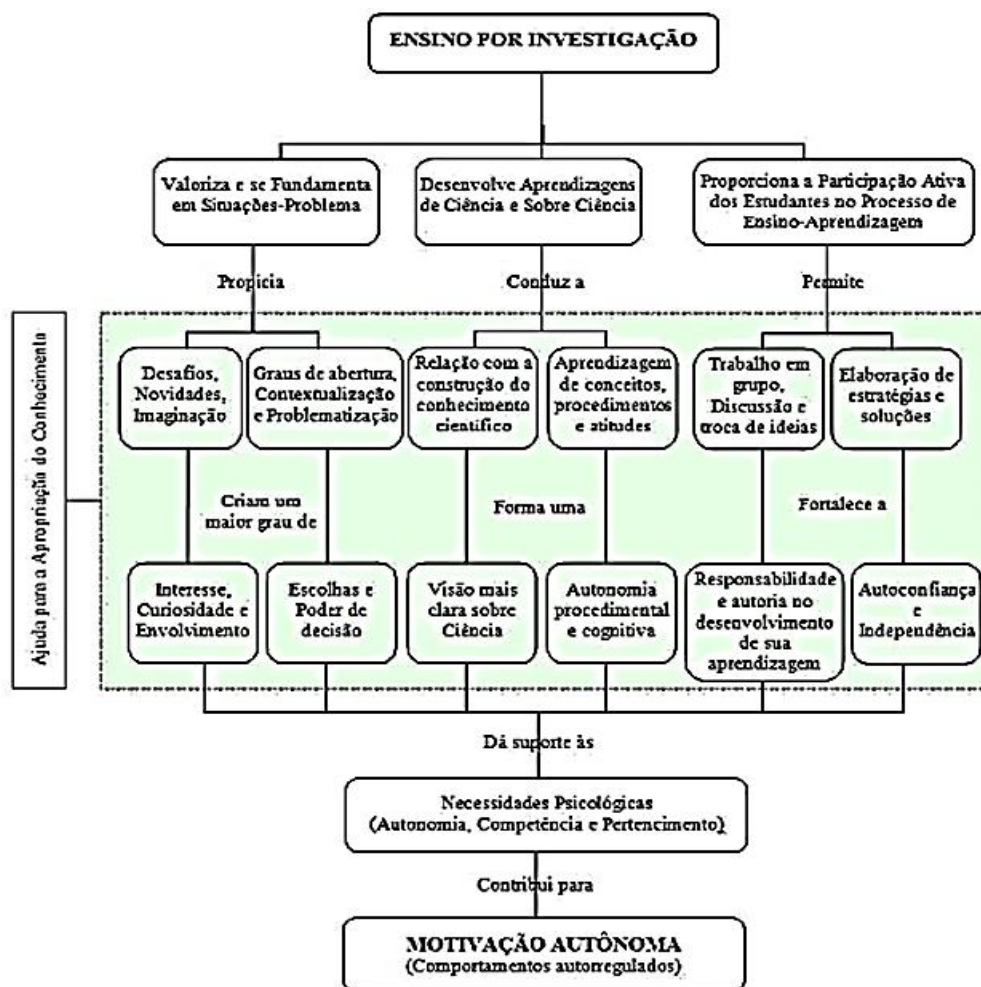 ENSINO POR INVESTIGAÇÃO
Valoriza e se Fundamenta
em Situações-Problema
Desenvolve Aprendizagens
de Ciência e Sobre Ciência
Proporciona a Participação Ativa
dos Estudantes no Processo de
Ensino-Aprendizagem
Propicia
Conduz a
Permite
Ajuda para a Apropriação do Conhecimento
Desafios,
Novidades,
Imaginação
Graus de abertura,
Contextualização
e Problematização
Relação com a
construção do
conhecimento
científico
Aprendizagem
de conceitos,
procedimentos
e atitudes
Trabalho em
grupo,
Discussão e
troca de ideias
Elaboração de
estratégias e
soluções
Criam um
maior grau de
Forma uma
Fortalece a
Interesse,
Curiosidade e
Envolvimento
Escolhas e
Poder de
decisão
Visão mais
clara sobre
Ciência
Autonomia
procedimental
e cognitiva
Responsabilidade
e autoria no
desenvolvimento
de sua
aprendizagem
Autoconfiança
e
Independência
Dá suporte às
Necessidades Psicológicas
(Autonomia, Competência e Pertencimento)
Contribui para
MOTIVAÇÃO AUTÔNOMA
(Comportamentos autorregulados)